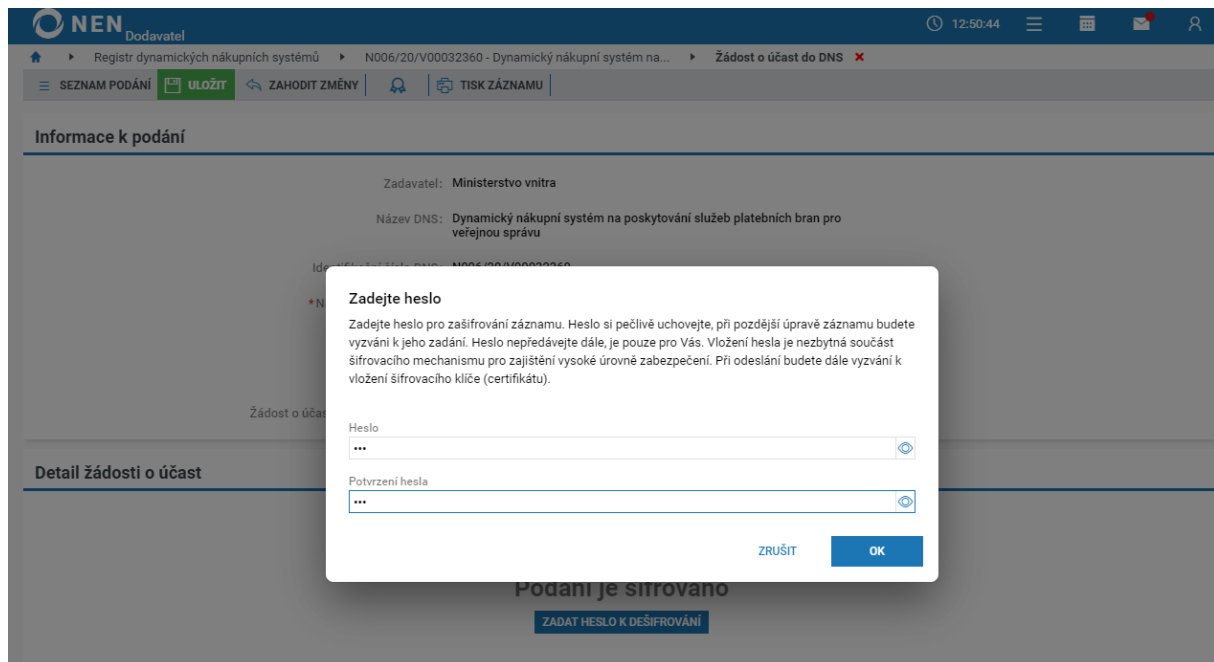 NEN Dodavatel
12:50:44
Registr dynamických nákupních systémů N006/20/V00032360 - Dynamický nákupní systém na... Žádost o účast do DNS
SEZNAM PODÁNÍ ULOŽIT ZAHODIT ZMĚNY TISK ZÁZNAMU
Informace k podání
Zadavatel: Ministerstvo vnitra
Název DNS: Dynamický nákupní systém na poskytování služeb platebních bran pro
veřejnou správu
*N
Zadejte heslo
Zadejte heslo pro zašifrování záznamu. Heslo si pečlivě uchovejte, při pozdější úpravě záznamu budete
vyzváni k jeho zadání. Heslo nepředávejte dále, je pouze pro Vás. Vložení hesla je nezbytná součást
šifrovacího mechanismu pro zajištění vysoké úrovně zabezpečení. Při odeslání budete dále vyzváni k
vložení šifrovacího klíče (certifikátu).
Žádost o účas
Heslo
•••
Potvrzení hesla
•••
ZRUŠIT OK
Detail žádosti o účast
Podání je šifrováno
ZADAT HESLO K DEŠIFROVÁNÍ